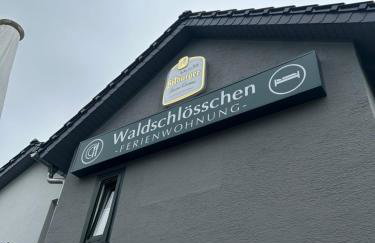 Bitburger
Waldschlösschen
-FERIENWOHNUNG-